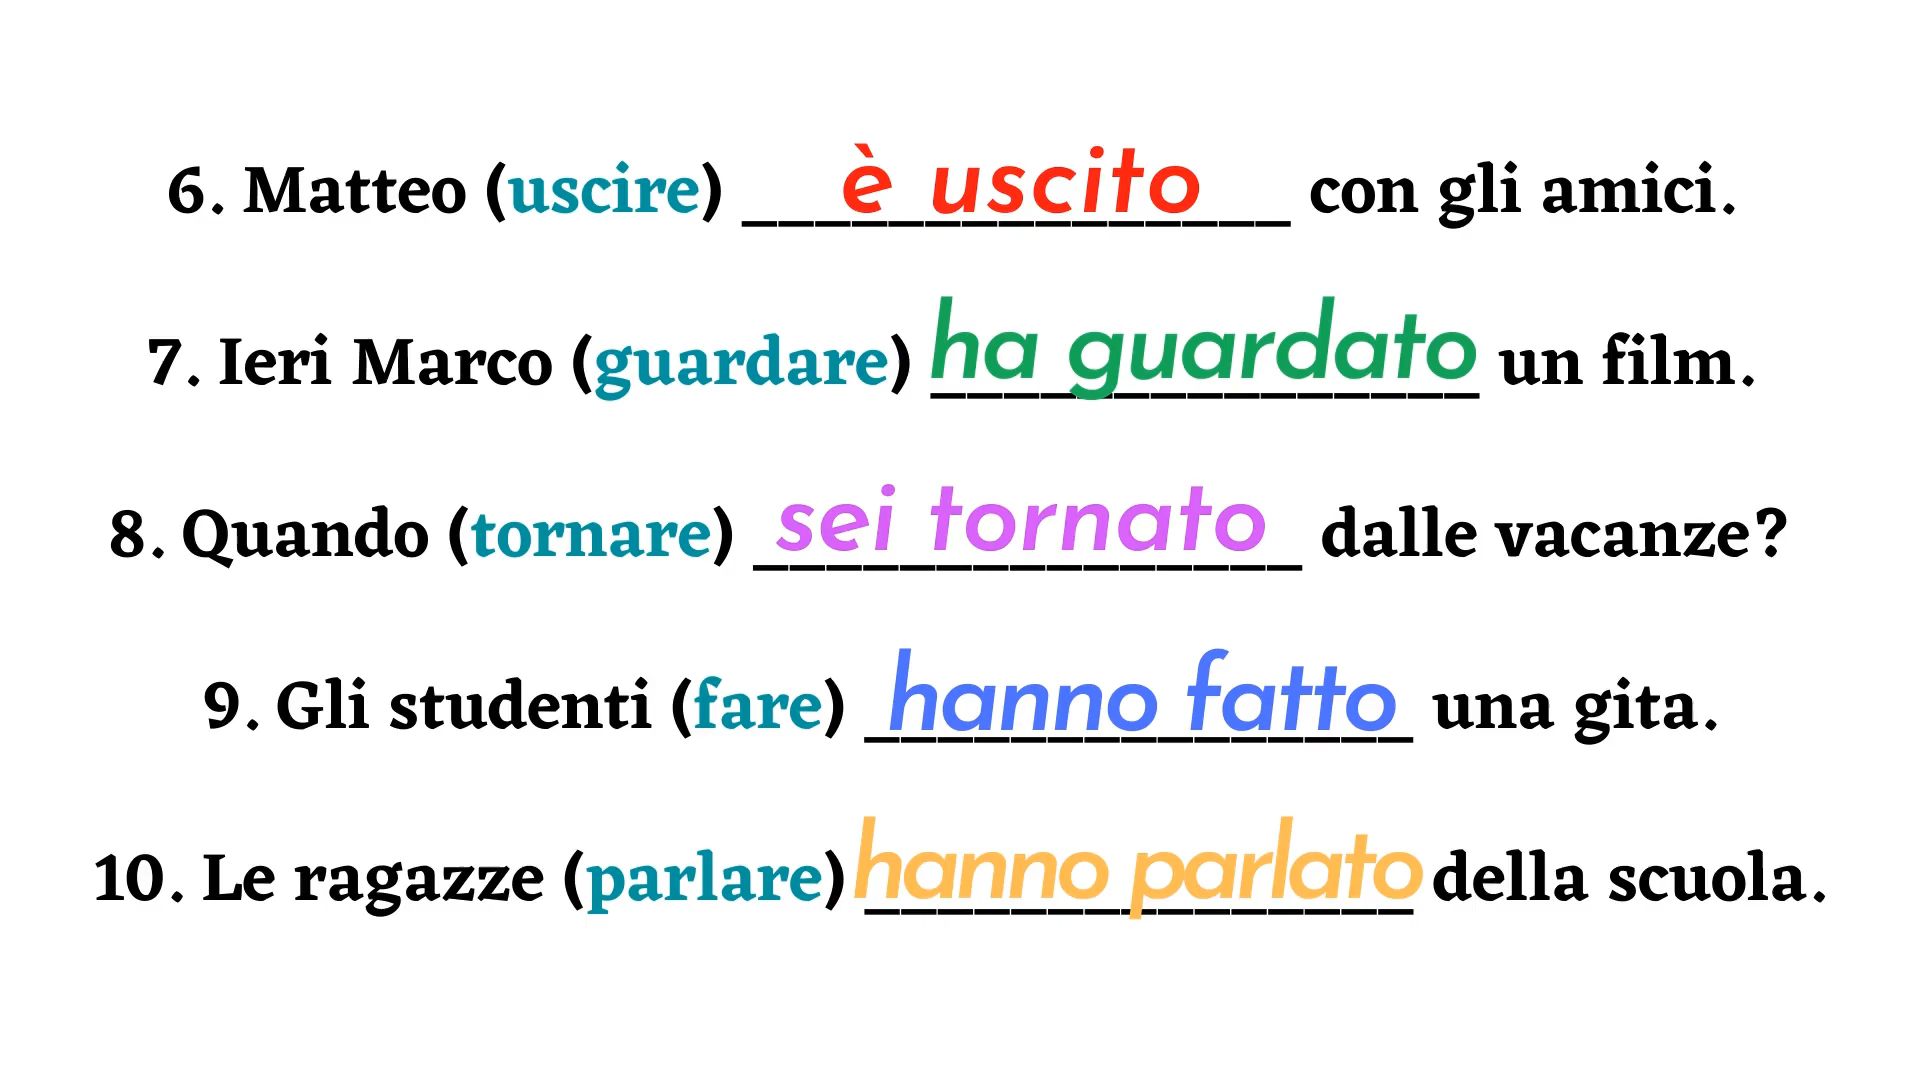 6. Matteo (uscire) è uscito con gli amici.
7. Ieri Marco (guardare) ha guardato un film.
8. Quando (tornare) sei tornato dalle vacanze?
9. Gli studenti (fare) hanno fatto una gita.
10. Le ragazze (parlare) hanno parlato della scuola.